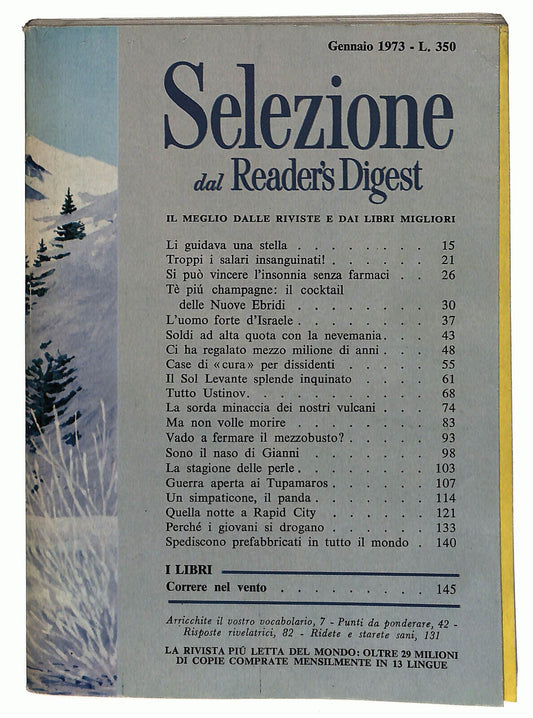 Gennaio 1973 - L. 350
Selezione
dal Reader's Digest
IL MEGLIO DALLE RIVISTE E DAI LIBRI MIGLIORI
Li guidava una stella . . . . . . . . 15
Troppi i salari insanguinati! . . . . . . 21
Si può vincere l'insonnia senza farmaci . . 26
Tè piú champagne: il cocktail
delle Nuove Ebridi . . . . . . . . 30
L'uomo forte d'Israele . . . . . . . . 37
Soldi ad alta quota con la nevemania . . . 43
Ci ha regalato mezzo milione di anni . . . 48
Case di «cura» per dissidenti . . . . . 55
Il Sol Levante splende inquinato . . . . 61
Tutto Ustinov . . . . . . . . . . 68
La sorda minaccia dei nostri vulcani . . . 74
Ma non volle morire . . . . . . . . 83
Vado a fermare il mezzobusto? . . . . . 93
Sono il naso di Gianni . . . . . . . 98
La stagione delle perle . . . . . . . 103
Guerra aperta ai Tupamaros . . . . . . 107
Un simpaticone, il panda . . . . . . . 114
Quella notte a Rapid City . . . . . . 121
Perché i giovani si drogano . . . . . . 133
Spediscono prefabbricati in tutto il mondo . 140
I LIBRI
Correre nel vento . . . . . . . . . 145
Arricchite il vostro vocabolario, 7 - Punti da ponderare, 42 -
Risposte rivelatrici, 82 - Ridete e starete sani, 131
LA RIVISTA PIÚ LETTA DEL MONDO: OLTRE 29 MILIONI
DI COPIE COMPRATE MENSILMENTE IN 13 LINGUE